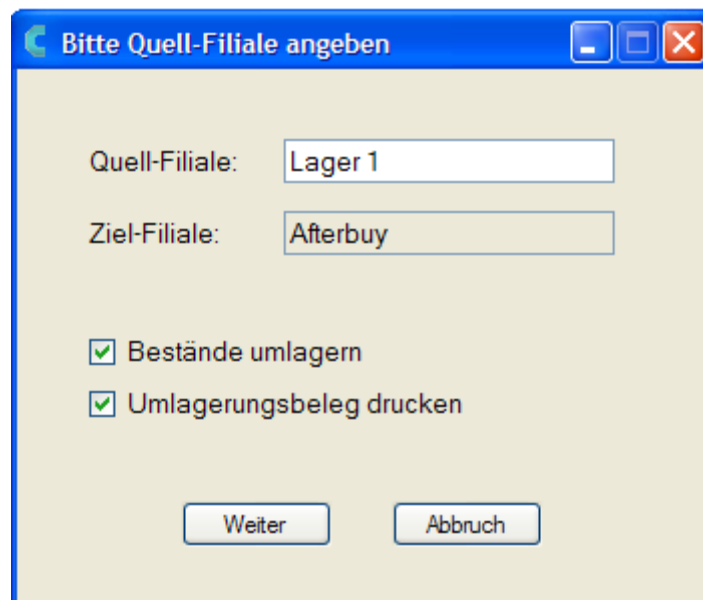 Bitte Quell-Filiale angeben
Quell-Filiale: Lager 1
Ziel-Filiale: Afterbuy
Bestände umlagern
Umlagerungsbeleg drucken
Weiter Abbruch